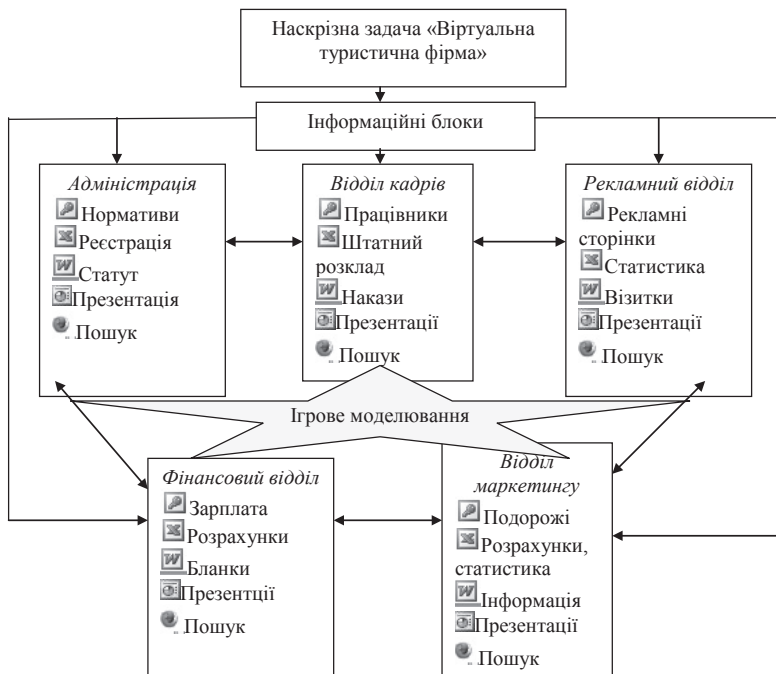 Наскрізна задача «Віртуальна
туристична фірма»
Інформаційні блоки
Адміністрація
Нормативи
Реєстрація
Статут
Презентація
Пошук
Відділ кадрів
Працівники
Штатний
розклад
Накази
Презентації
Пошук
Рекламний відділ
Рекламні
сторінки
Статистика
Візитки
Презентації
Пошук
Ігрове моделювання
Фінансовий відділ
Зарплата
Розрахунки
Бланки
Презентції
Пошук
Відділ
маркетингу
Подорожі
Розрахунки,
статистика
Інформація
Презентації
Пошук